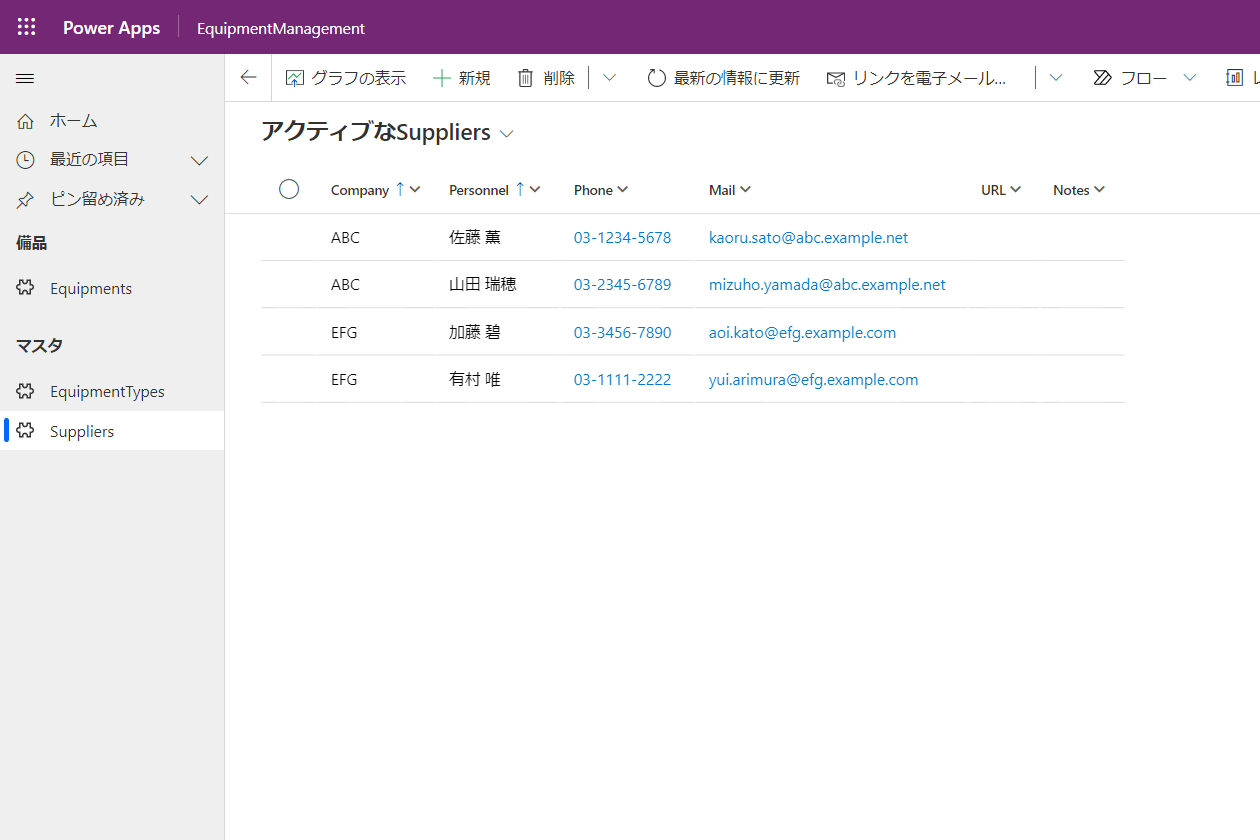 Power Apps EquipmentManagement
グラフの表示 新規 削除 最新の情報に更新 リンクを電子メール... フロー
ホーム
最近の項目
ピン留め済み
備品
Equipments
マスタ
EquipmentTypes
Suppliers
アクティブなSuppliers
Company Personnel Phone Mail URL Notes
ABC 佐藤 薫 03-1234-5678 kaoru.sato@abc.example.net
ABC 山田 瑞穂 03-2345-6789 mizuho.yamada@abc.example.net
EFG 加藤 碧 03-3456-7890 aoi.kato@efg.example.com
EFG 有村 唯 03-1111-2222 yui.arimura@efg.example.com